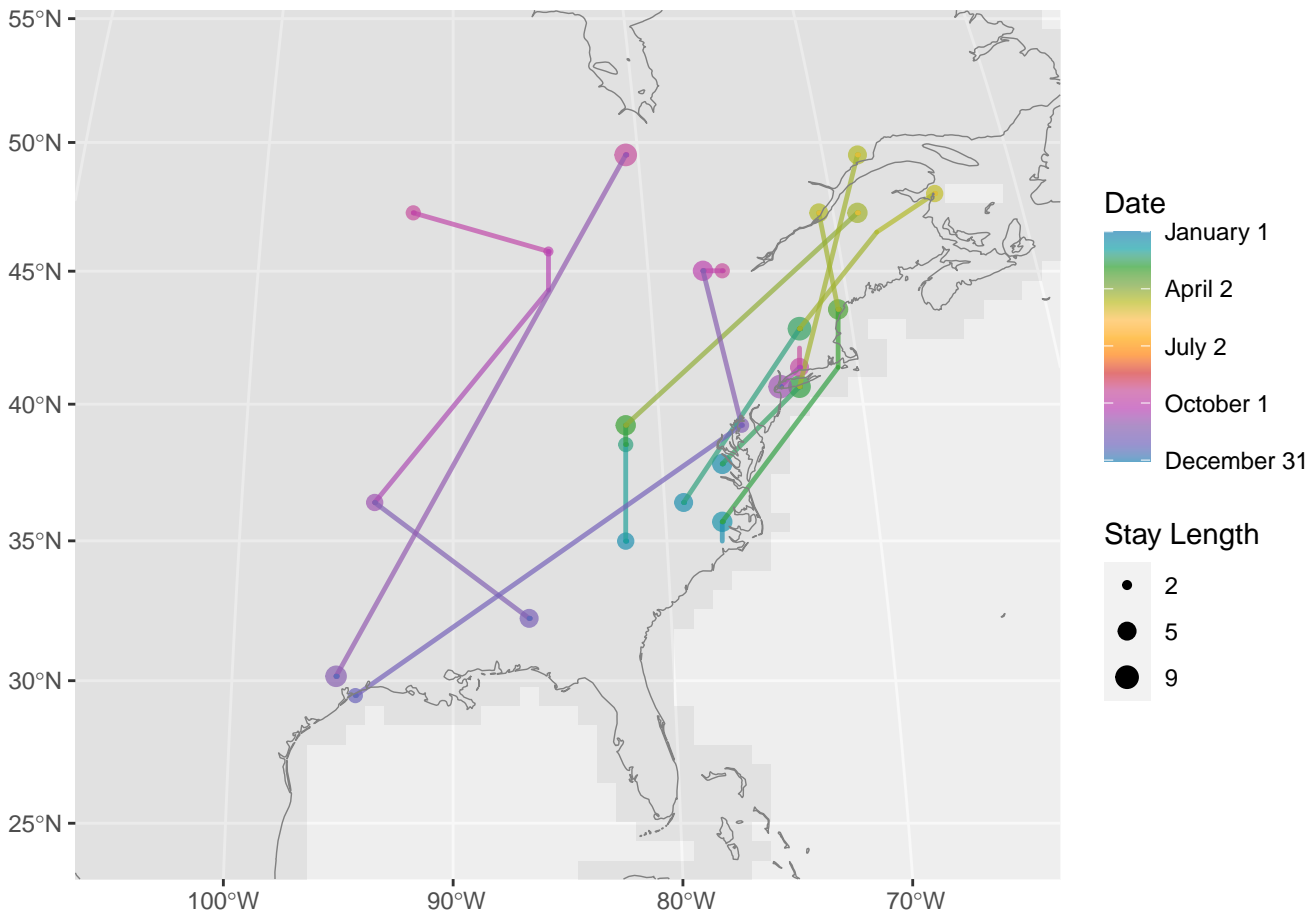 55°N
50°N
45°N
40°N
35°N
30°N
25°N
100°W
90°W
80°W
70°W
Date
January 1
April 2
July 2
October 1
December 31
Stay Length
2
5
9